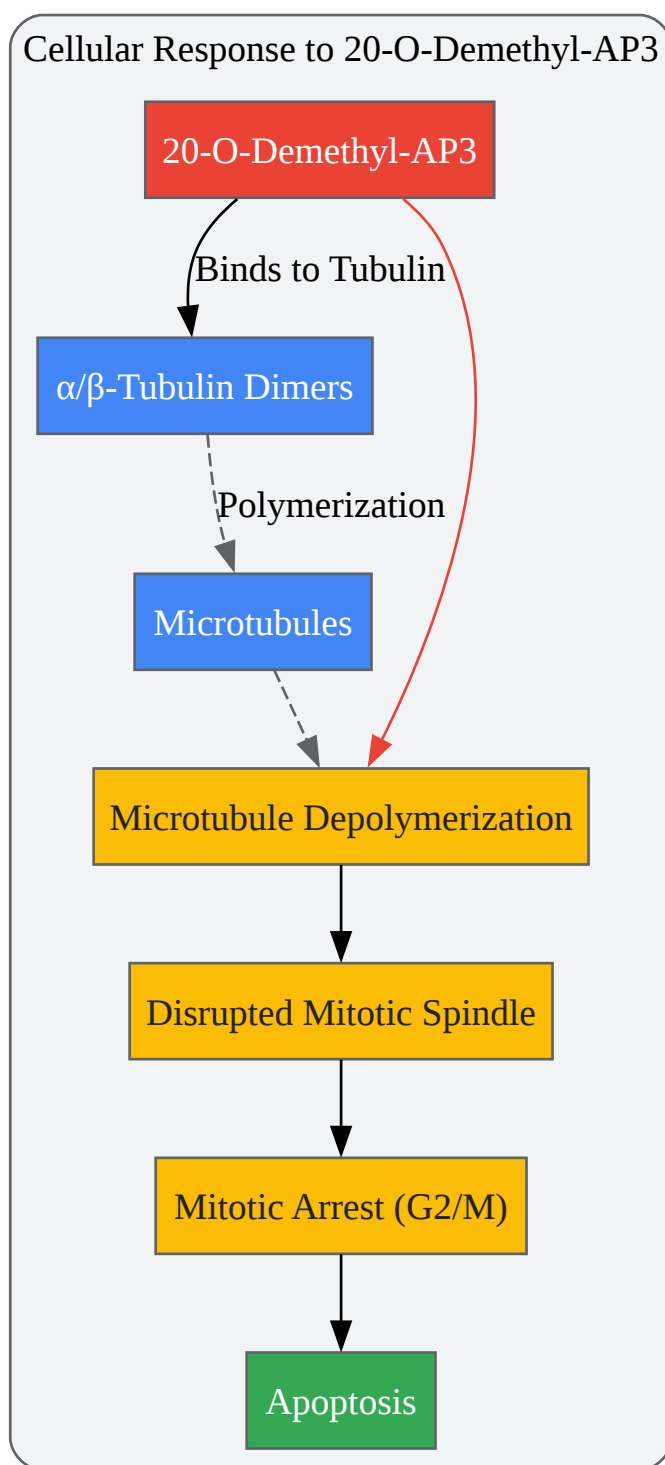 Cellular Response to 20-O-Demethyl-AP3
20-O-Demethyl-AP3
Binds to Tubulin
α/β-Tubulin Dimers
Polymerization
Microtubules
Microtubule Depolymerization
Disrupted Mitotic Spindle
Mitotic Arrest (G2/M)
Apoptosis